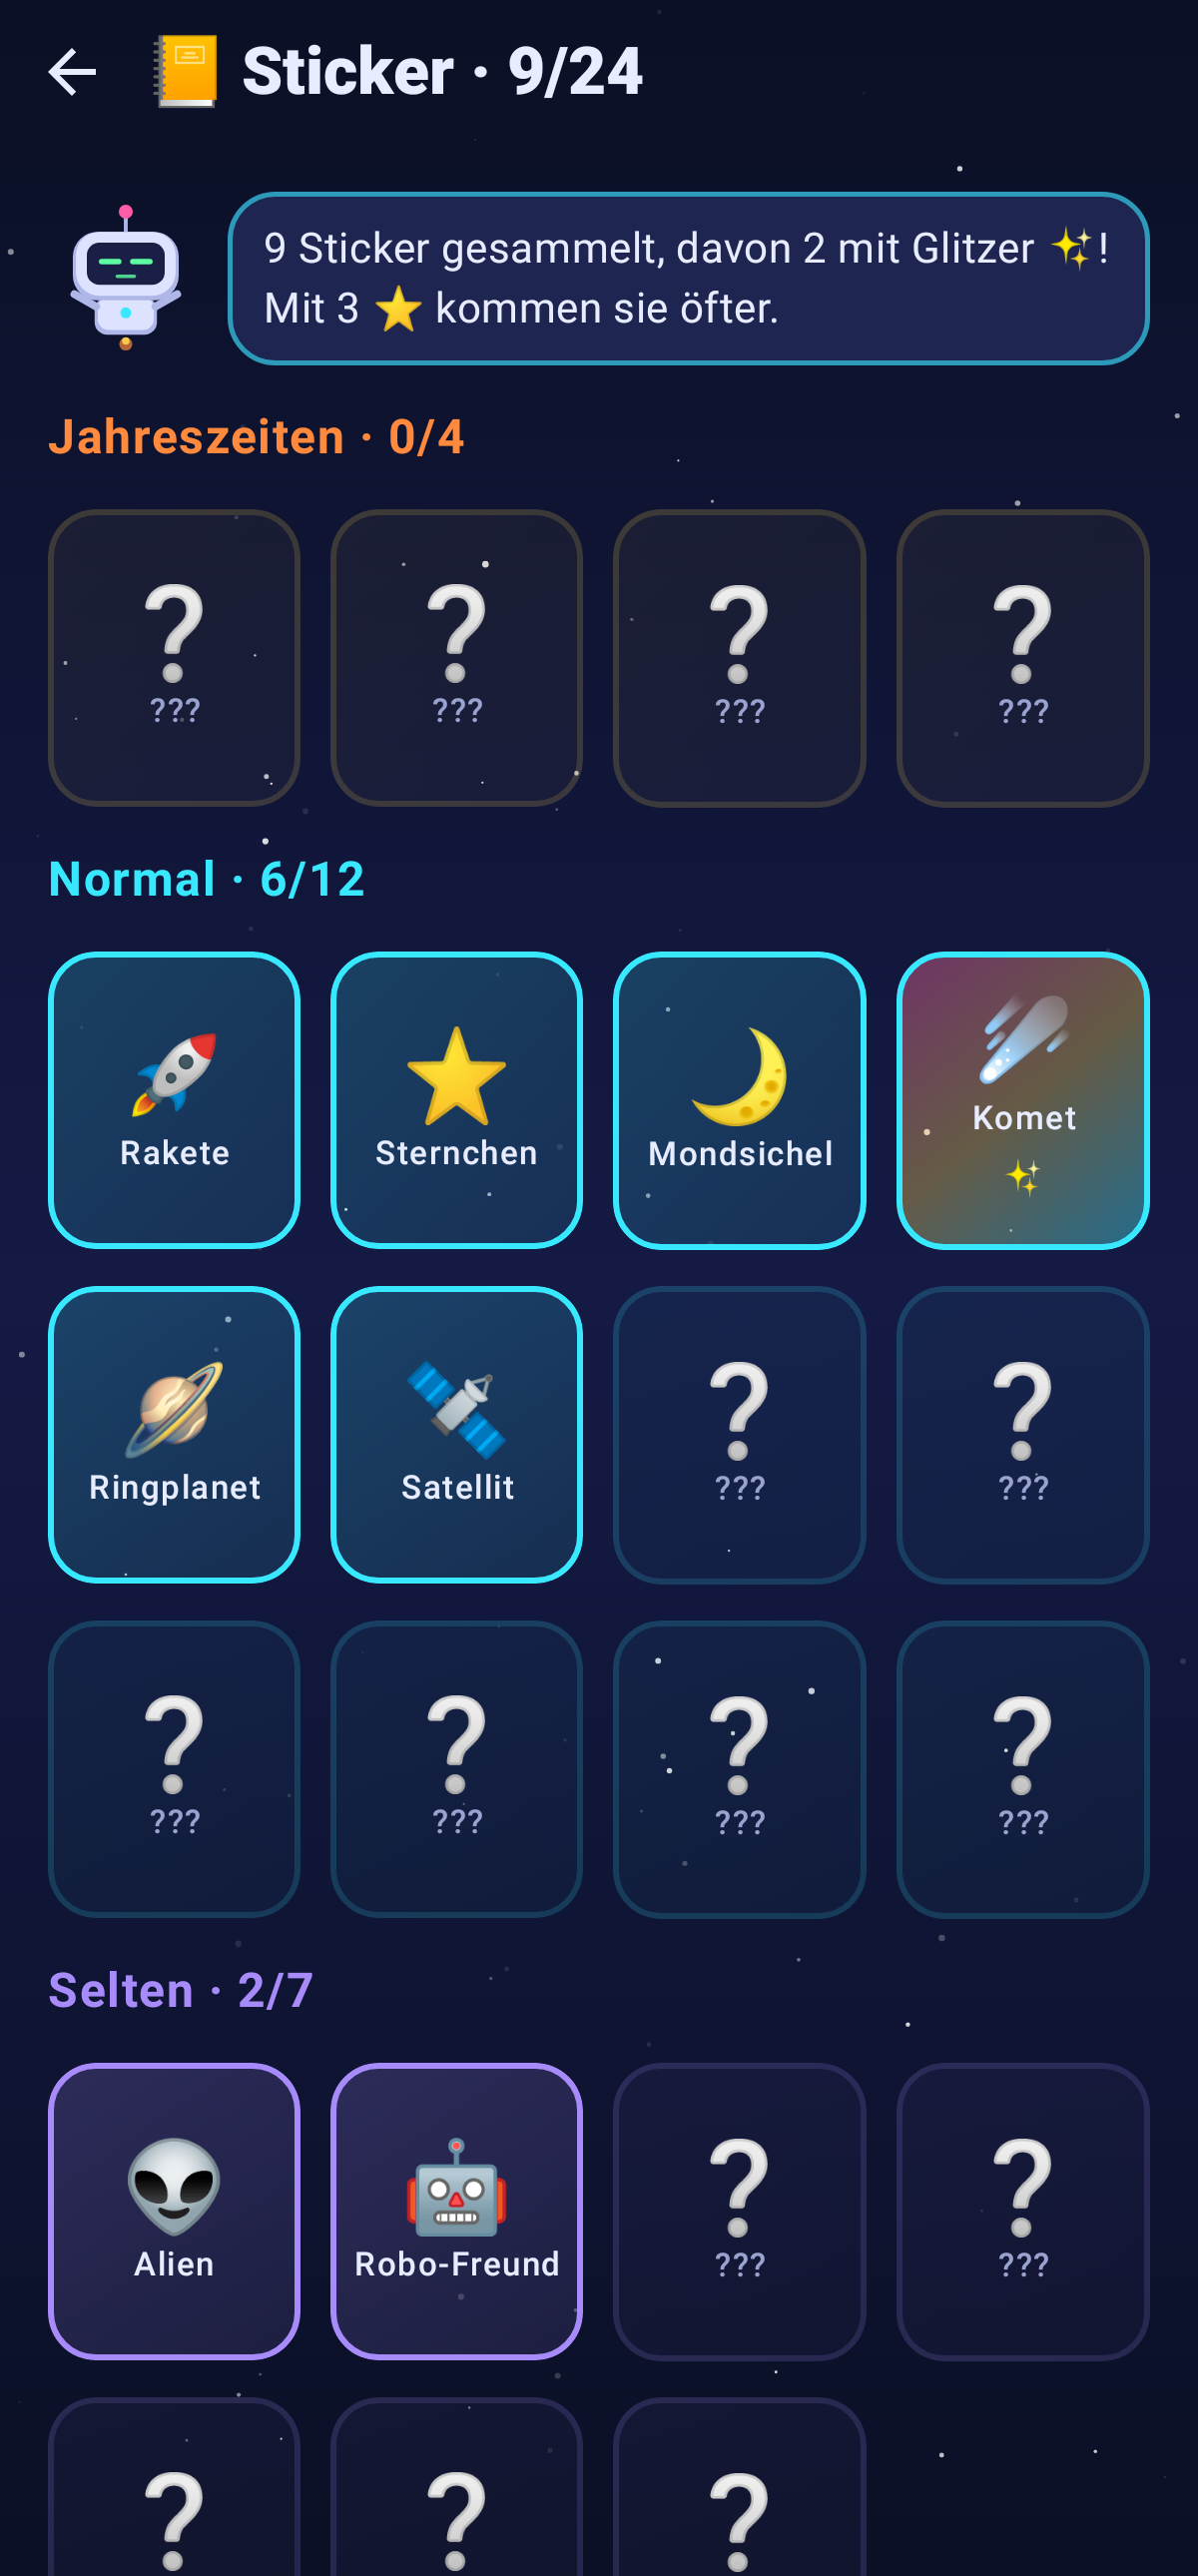 Sticker · 9/24
9 Sticker gesammelt, davon 2 mit Glitzer ✨!
Mit 3 ⭐ kommen sie öfter.
Jahreszeiten · 0/4
??? ??? ??? ???
Normal · 6/12
Rakete Sternchen Mondsichel Komet
Ringplanet Satellit ??? ???
??? ??? ??? ???
Selten · 2/7
Alien Robo-Freund ??? ???